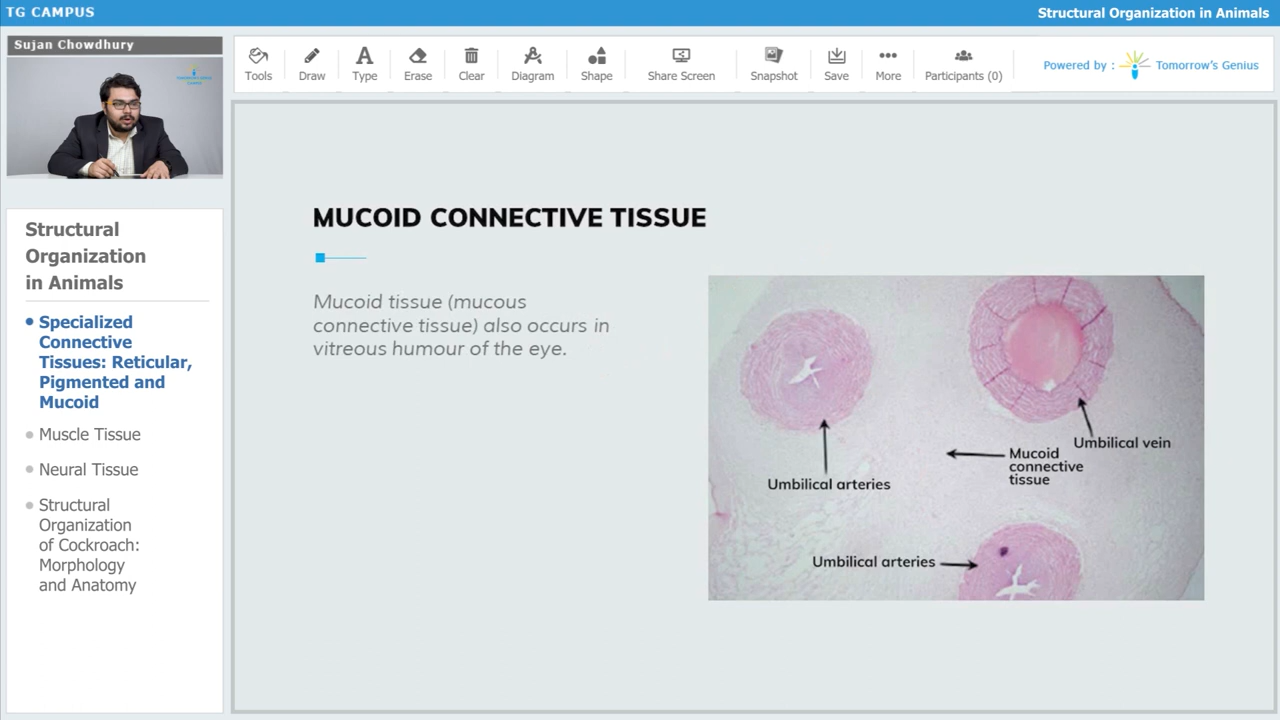 TG CAMPUS
Structural Organization in Animals
Sujan Chowdhury
Tools
Draw
Type
Erase
Clear
Diagram
Shape
Share Screen
Snapshot
Save
More
Participants (0)
Powered by :
Tomorrow's Genius
Structural
Organization
in Animals
Specialized
Connective
Tissues: Reticular,
Pigmented and
Mucoid
Muscle Tissue
Neural Tissue
Structural
Organization
of Cockroach:
Morphology
and Anatomy
MUCOID CONNECTIVE TISSUE
Mucoid tissue (mucous
connective tissue) also occurs in
vitreous humour of the eye.
Umbilical vein
Mucoid
connective
tissue
Umbilical arteries
Umbilical arteries